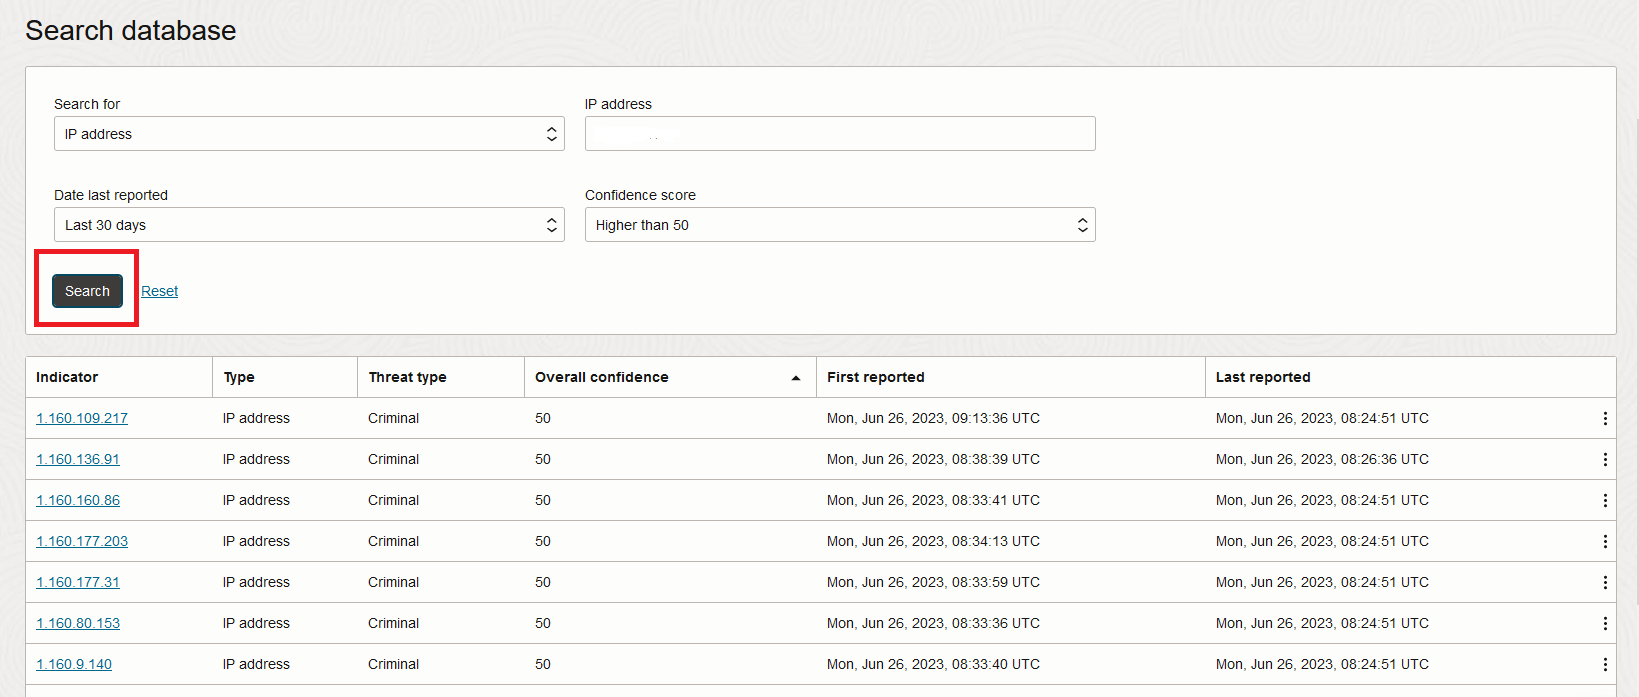 Search database
Search for
IP address
IP address
Date last reported
Confidence score
Last 30 days
Higher than 50
Search Reset
Indicator Type Threat type Overall confidence First reported Last reported
1.160.109.217 IP address Criminal 50 Mon, Jun 26, 2023, 09:13:36 UTC Mon, Jun 26, 2023, 08:24:51 UTC
1.160.136.91 IP address Criminal 50 Mon, Jun 26, 2023, 08:38:39 UTC Mon, Jun 26, 2023, 08:26:36 UTC
1.160.160.86 IP address Criminal 50 Mon, Jun 26, 2023, 08:33:41 UTC Mon, Jun 26, 2023, 08:24:51 UTC
1.160.177.203 IP address Criminal 50 Mon, Jun 26, 2023, 08:34:13 UTC Mon, Jun 26, 2023, 08:24:51 UTC
1.160.177.31 IP address Criminal 50 Mon, Jun 26, 2023, 08:33:59 UTC Mon, Jun 26, 2023, 08:24:51 UTC
1.160.80.153 IP address Criminal 50 Mon, Jun 26, 2023, 08:33:36 UTC Mon, Jun 26, 2023, 08:24:51 UTC
1.160.9.140 IP address Criminal 50 Mon, Jun 26, 2023, 08:33:40 UTC Mon, Jun 26, 2023, 08:24:51 UTC